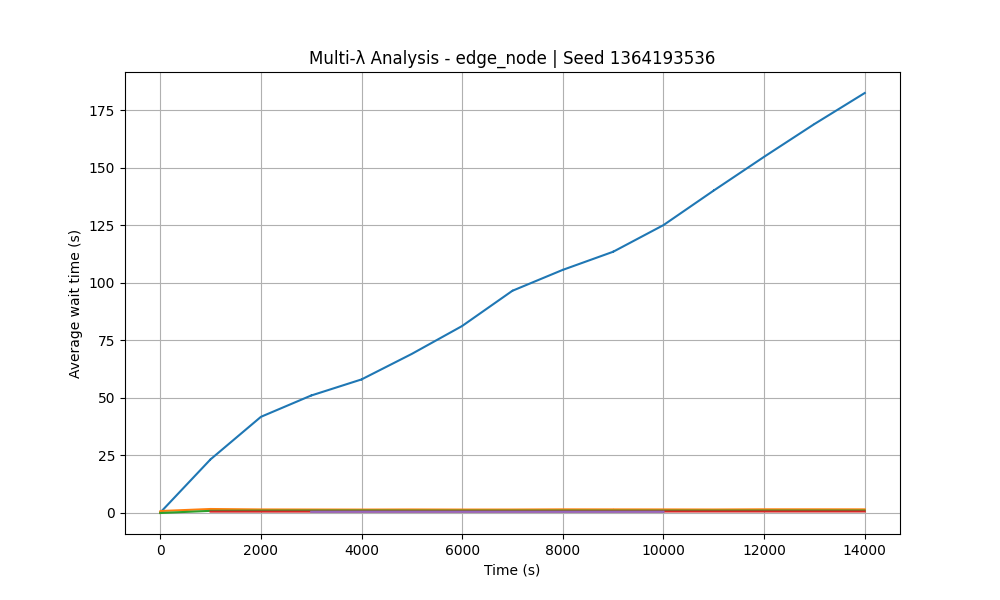 Multi-λ Analysis - edge_node | Seed 1364193536
Average wait time (s)
175
150
125
100
75
50
25
0
0 2000 4000 6000 8000 10000 12000 14000
Time (s)